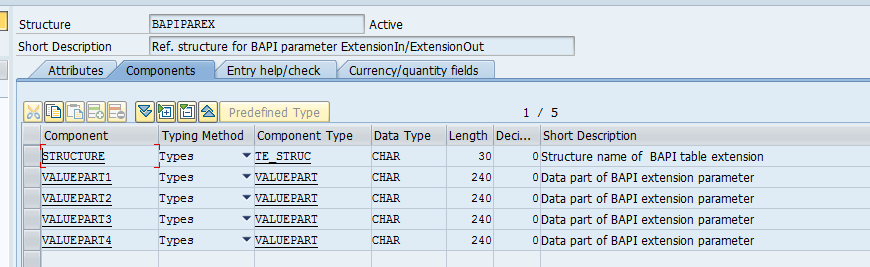 Structure BAPIPAREX Active
Short Description Ref. structure for BAPI parameter ExtensionIn/ExtensionOut
Attributes Components Entry help/check Currency/quantity fields
Predefined Type 1 / 5
Component Typing Method Component Type Data Type Length Deci... Short Description
STRUCTURE Types TE_STRUC CHAR 30 0 Structure name of BAPI table extension
VALUEPART1 Types VALUEPART CHAR 240 0 Data part of BAPI extension parameter
VALUEPART2 Types VALUEPART CHAR 240 0 Data part of BAPI extension parameter
VALUEPART3 Types VALUEPART CHAR 240 0 Data part of BAPI extension parameter
VALUEPART4 Types VALUEPART CHAR 240 0 Data part of BAPI extension parameter